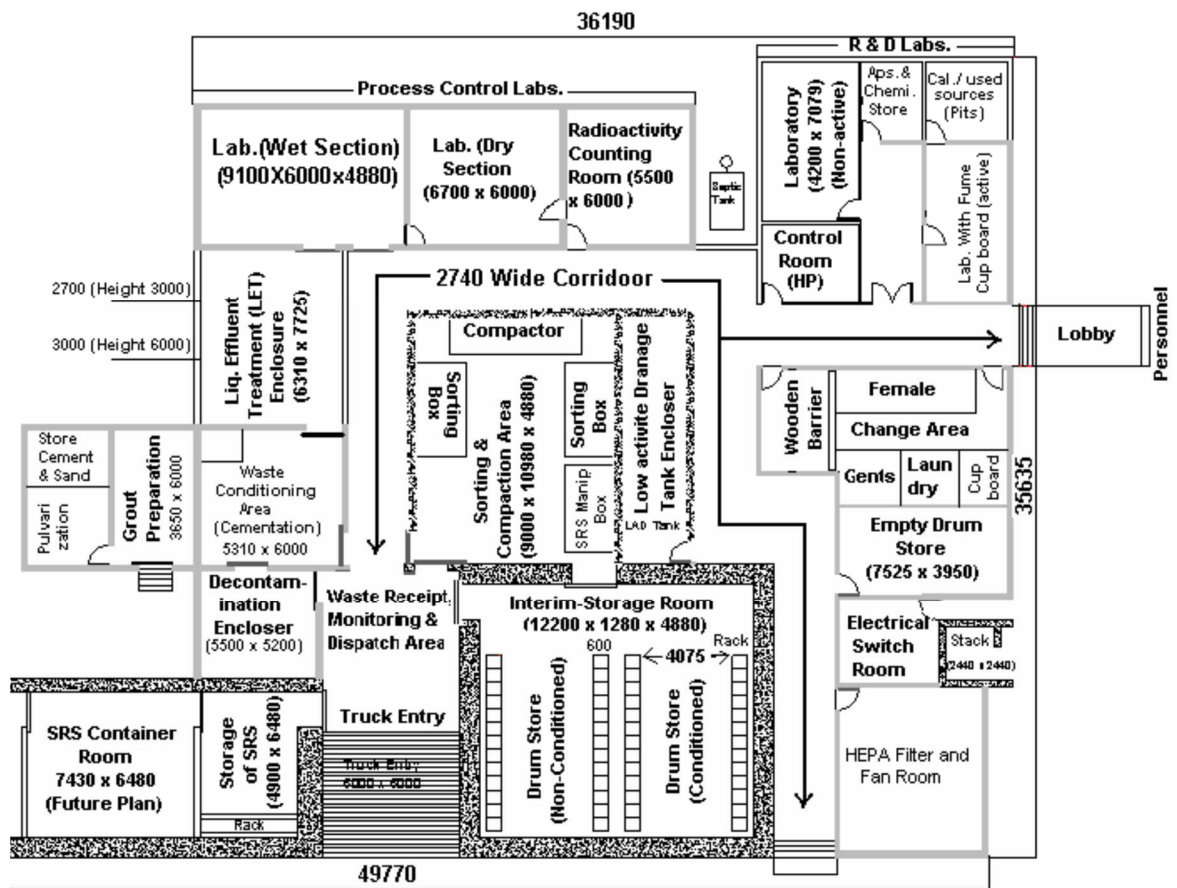 36190
R & D Labs.
Process Control Labs.
Lab.(Wet Section)
(9100X6000x4880)
Lab. (Dry
Section
(6700 x 6000)
Radioactivity
Counting
Room (5500
x 6000 )
Septic
Tank
Laboratory
(4200 x 7079)
(Non-active)
Aps. &
Chemi.
Store
Cal./ used
sources
(Pits)
Lab. With Fume
Cup board (active)
Control
Room
(HP)
2740 Wide Corridoor
2700 (Height 3000)
3000 (Height 6000)
Liq. Effluent
Treatment (LET)
Enclosure
(6310 x 7725)
Compactor
Sorting
Box
Sorting &
Compaction Area
(9000 x 10980 x 4880)
Sorting
Box
SRS Manip
Box
Low activite Dranage
Tank Encloser
LAD Tank
Lobby
Personnel
Wooden
Barrier
Female
Change Area
Gents
Laun
dry
Cup
board
35635
Store
Cement
& Sand
Pulvari
zation
Grout
Preparation
3650 x 6000
Waste
Conditioning
Area
(Cementation)
5310 x 6000
Empty Drum
Store
(7525 x 3950)
Decontam-
ination
Encloser
(5500 x 5200)
Waste Receipt,
Monitoring &
Dispatch Area
Interim-Storage Room
(12200 x 1280 x 4880)
600
4075
Rack
Drum Store
(Non-Conditioned)
Drum Store
(Conditioned)
Electrical
Switch
Room
Stack
(2440 x 2440)
SRS Container
Room
7430 x 6480
(Future Plan)
Storage
of SRS
(4900 x 6480)
Rack
Truck Entry
Truck Entry
6000 x 6000
HEPA Filter and
Fan Room
49770